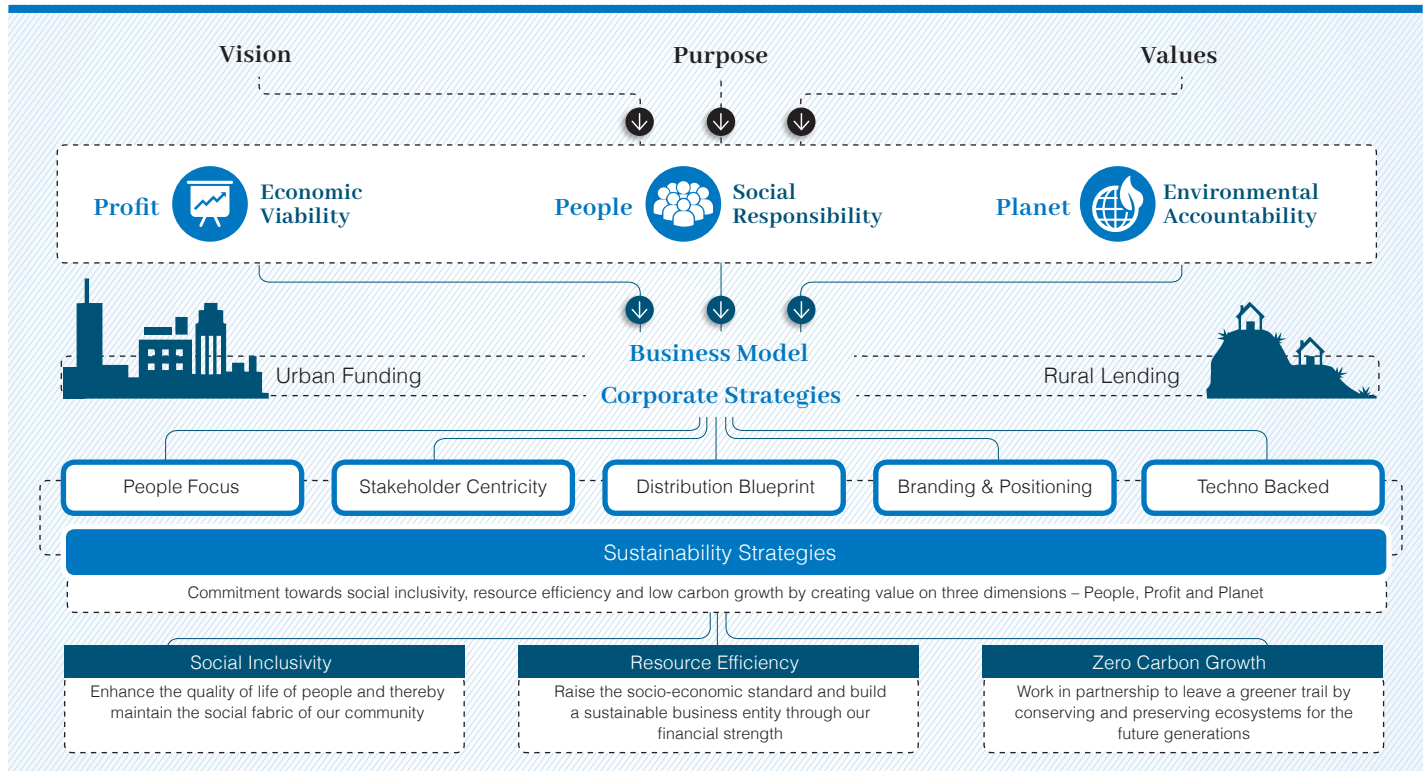 Vision
Purpose
Values
Profit
Economic
Viability
People
Social
Responsibility
Planet
Environmental
Accountability
Business Model
Urban Funding
Rural Lending
Corporate Strategies
People Focus
Stakeholder Centricity
Distribution Blueprint
Branding & Positioning
Techno Backed
Sustainability Strategies
Commitment towards social inclusivity, resource efficiency and low carbon growth by creating value on three dimensions – People, Profit and Planet
Social Inclusivity
Enhance the quality of life of people and thereby
maintain the social fabric of our community
Resource Efficiency
Raise the socio-economic standard and build
a sustainable business entity through our
financial strength
Zero Carbon Growth
Work in partnership to leave a greener trail by
conserving and preserving ecosystems for the
future generations